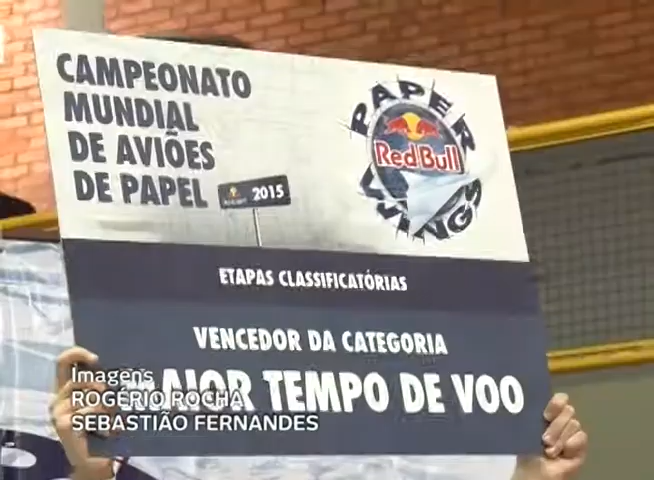 CAMPEONATO
MUNDIAL
DE AVIÕES
DE PAPEL
2015
PAPER
Red Bull
WINGS
ETAPAS CLASSIFICATÓRIAS
VENCEDOR DA CATEGORIA
MAIOR TEMPO DE VOO
Imagens
ROGÉRIO ROCHA
SEBASTIÃO FERNANDES